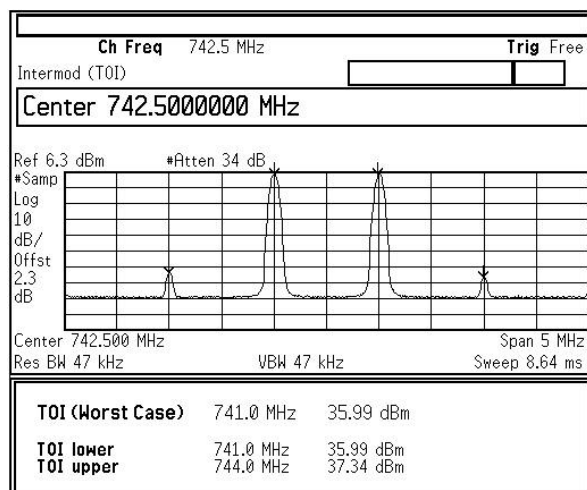 Ch Freq 742.5 MHz Trig Free
Intermod (TOI)
Center 742.5000000 MHz
Ref 6.3 dBm #Atten 34 dB
#Samp
Log
10
dB/
Offst
2.3
dB
Center 742.500 MHz Span 5 MHz
Res BW 47 kHz VBW 47 kHz Sweep 8.64 ms
TOI (Worst Case) 741.0 MHz 35.99 dBm
TOI lower 741.0 MHz 35.99 dBm
TOI upper 744.0 MHz 37.34 dBm